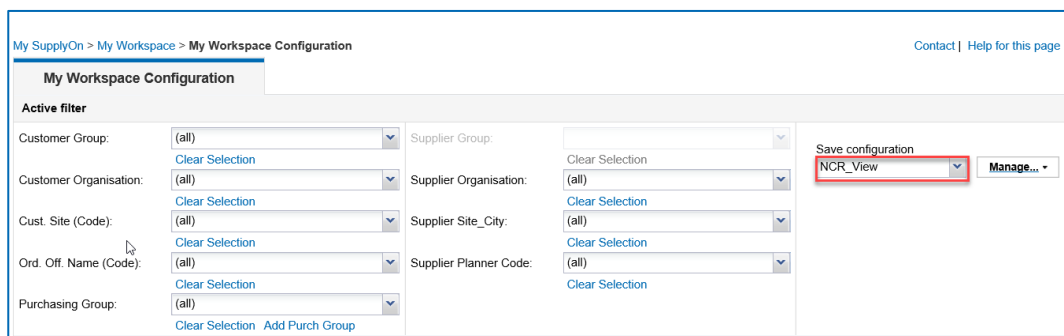 My SupplyOn > My Workspace > My Workspace Configuration
Contact | Help for this page
My Workspace Configuration
Active filter
Customer Group: (all)
Clear Selection
Customer Organisation: (all)
Clear Selection
Cust. Site (Code): (all)
Clear Selection
Ord. Off. Name (Code): (all)
Clear Selection
Purchasing Group: (all)
Clear Selection Add Purch Group
Supplier Group:
Clear Selection
Supplier Organisation: (all)
Clear Selection
Supplier Site_City: (all)
Clear Selection
Supplier Planner Code: (all)
Clear Selection
Save configuration
NCR_View Manage...